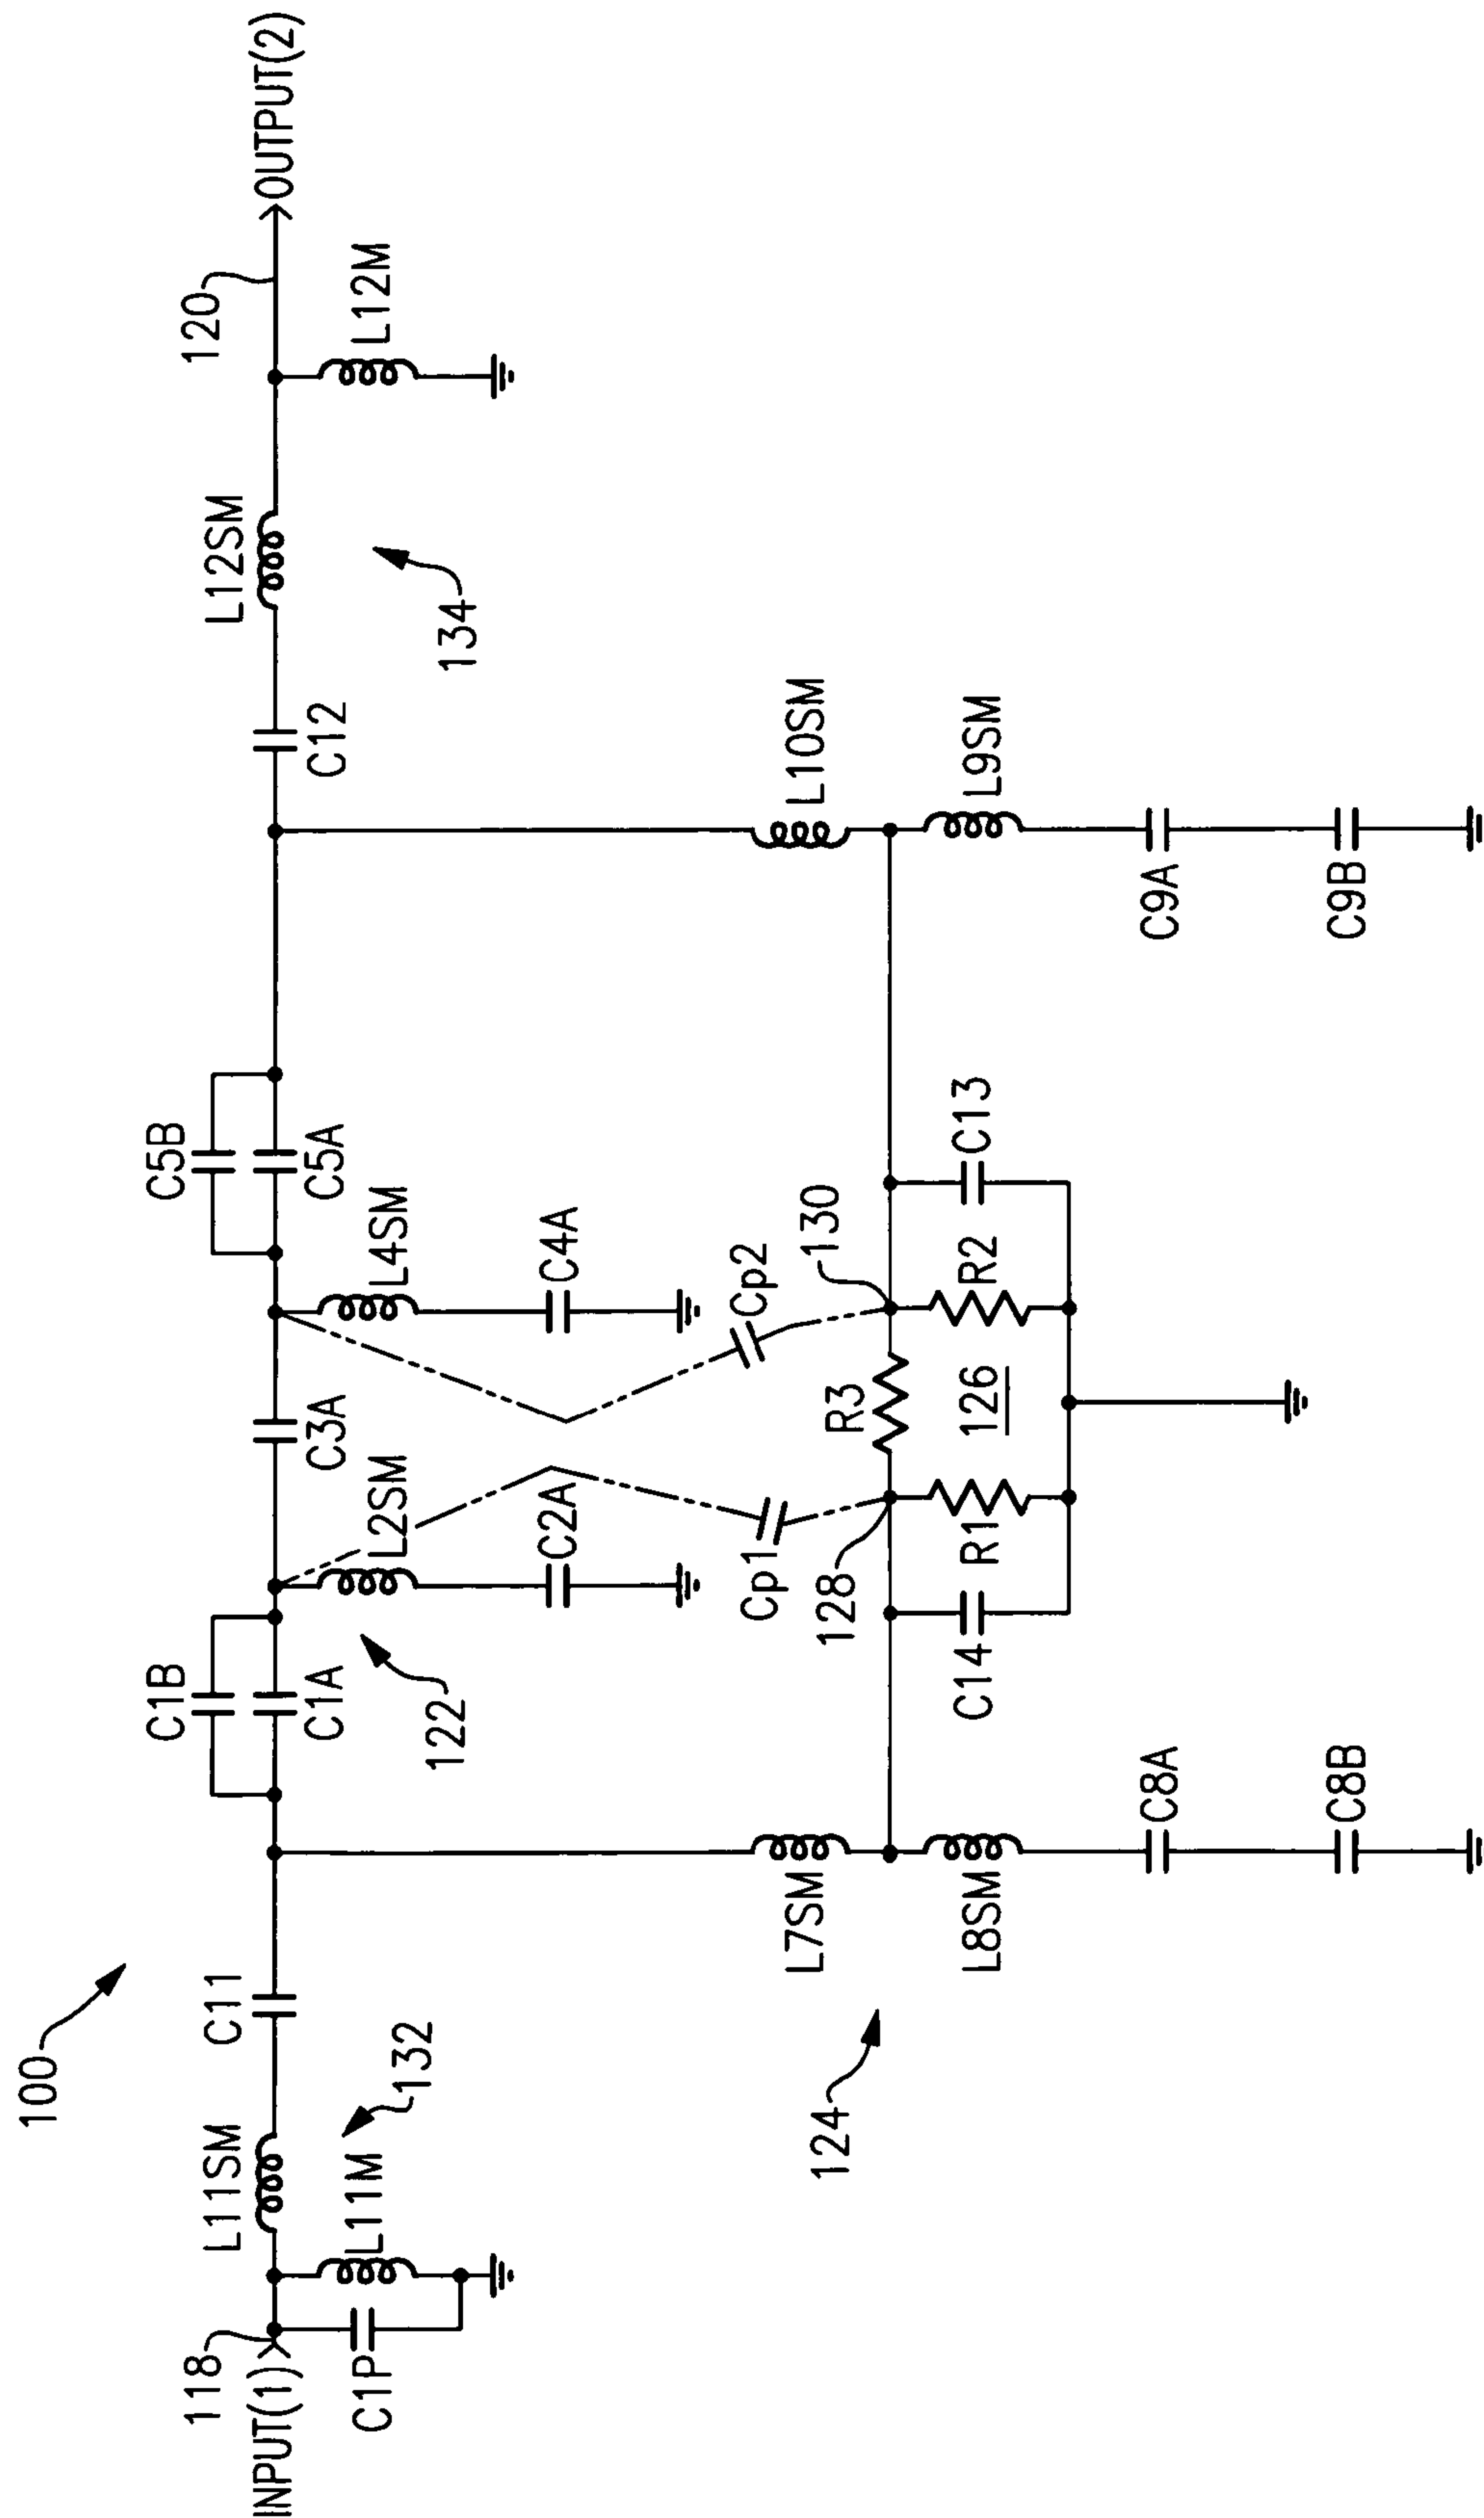 100
INPUT(1)
118
C1P
L11M
132
L11SM
C11
C1B
C1A
122
L2SM
C2A
C3A
L4SM
C4A
C5B
C5A
C12
L12SM
134
L12M
120
OUTPUT(2)
124
L7SM
L8SM
C8A
C8B
Cp1
128
C14
R1
R3
126
R2
Cp2
130
C13
L10SM
L9SM
C9A
C9B